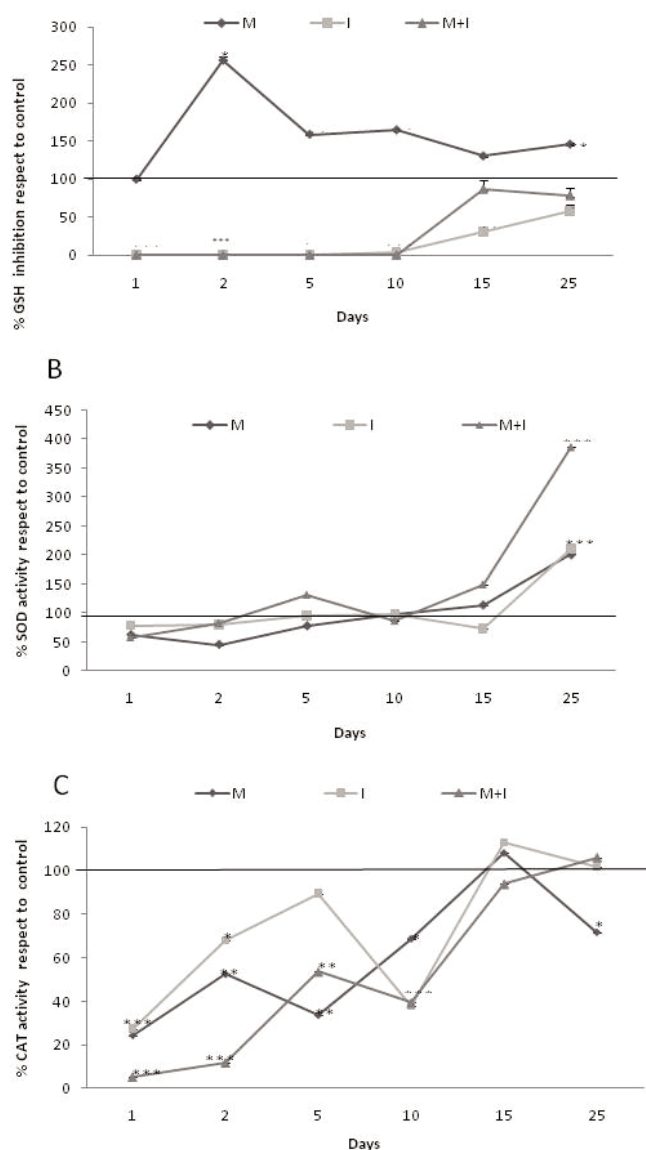 M I M+I
% GSH inhibition respect to control
300
250
200
150
100
50
0
*
**
***
1 2 5 10 15 25
Days
B
% SOD activity respect to control
450
400
350
300
250
200
150
100
50
0
M I M+I
***
***
1 2 5 10 15 25
Days
C
M I M+I
% CAT activity respect to control
120
100
80
60
40
20
0
*
*
*
**
**
***
***
**
***
***
1 2 5 10 15 25
Days